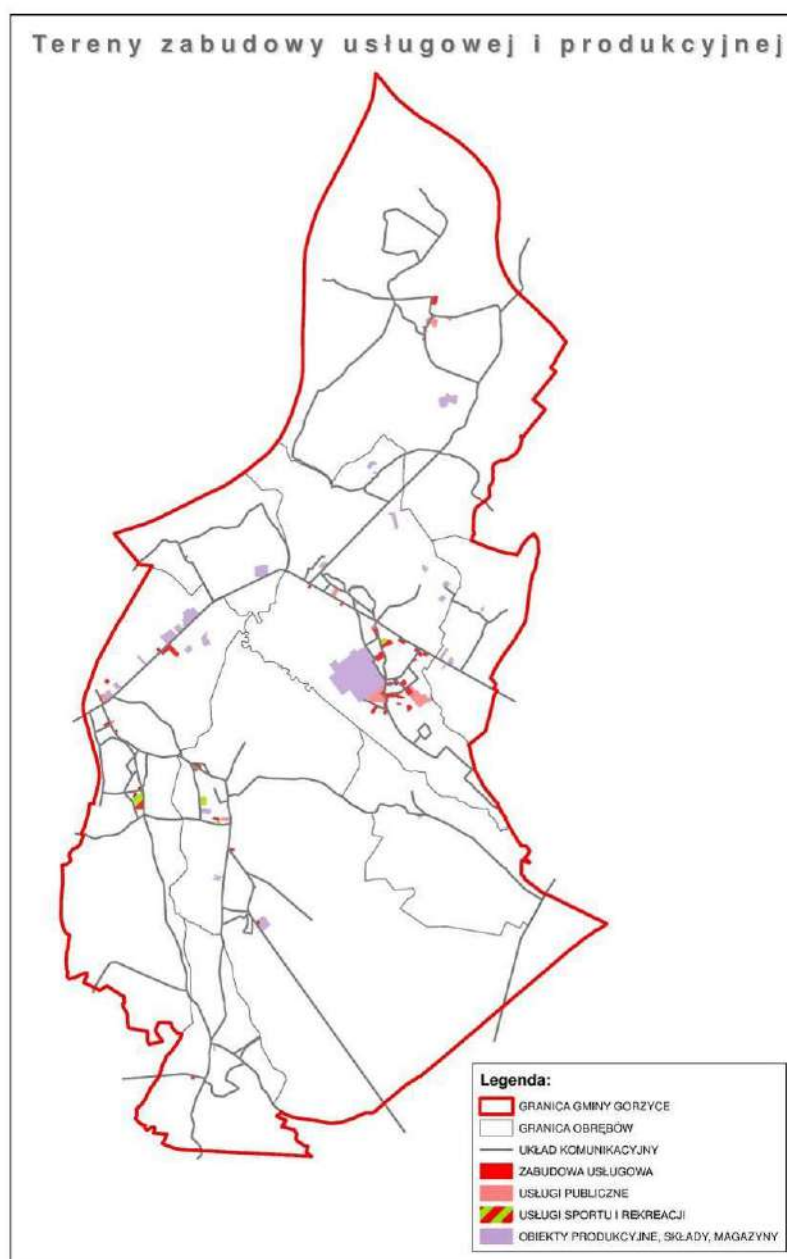 Tereny zabudowy usługowej i produkcyjnej
Legenda:
GRANICA GMINY GORZYCE
GRANICA OBRĘBÓW
UKŁAD KOMUNIKACYJNY
ZABUDOWA USŁUGOWA
USŁUGI PUBLICZNE
USŁUGI SPORTU I REKREACJI
OBIEKTY PRODUKCYJNE, SKŁADY, MAGAZYNY